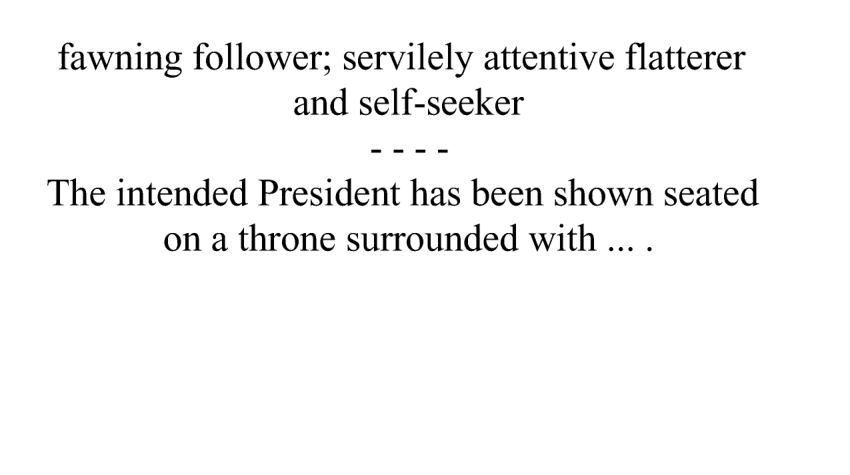 fawning follower; servilely attentive flatterer
and self-seeker
- - - -
The intended President has been shown seated
on a throne surrounded with ... .